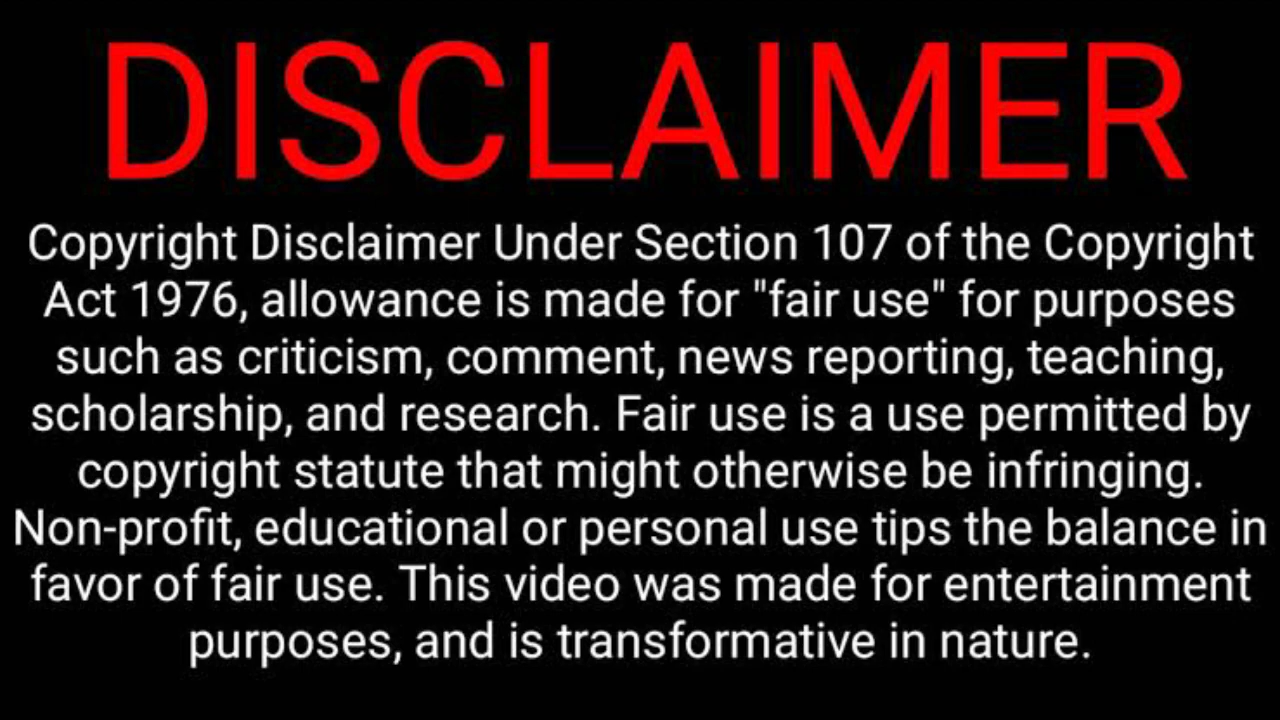 DISCLAIMER
Copyright Disclaimer Under Section 107 of the Copyright
Act 1976, allowance is made for "fair use" for purposes
such as criticism, comment, news reporting, teaching,
scholarship, and research. Fair use is a use permitted by
copyright statute that might otherwise be infringing.
Non-profit, educational or personal use tips the balance in
favor of fair use. This video was made for entertainment
purposes, and is transformative in nature.